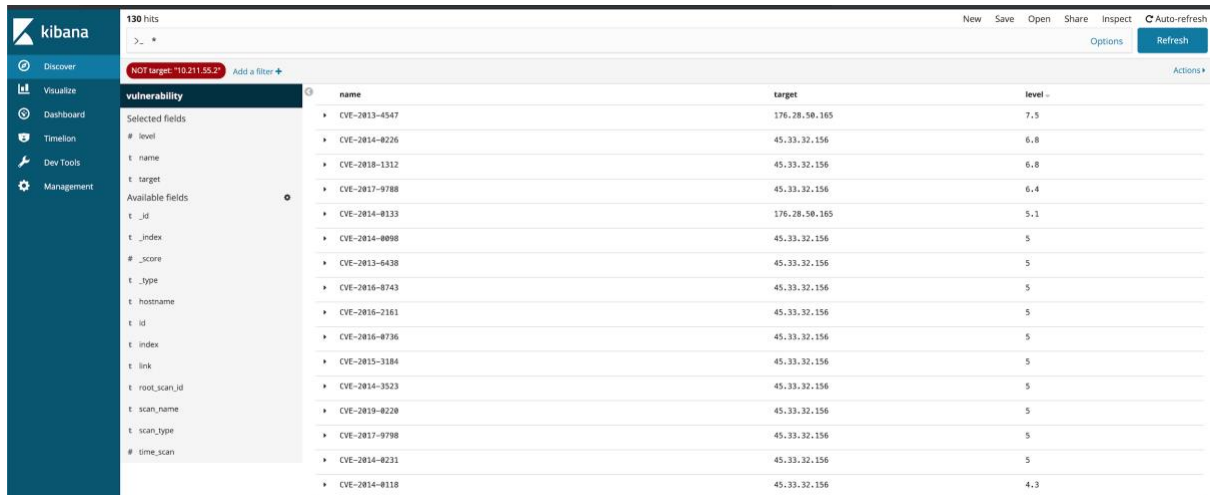 130 hits
New Save Open Share Inspect Auto-refresh
kibana
>_ *
Options Refresh
Discover
NOT target: "10.211.55.2" Add a filter +
Actions
Visualize
vulnerability
name target level
Dashboard
Selected fields
CVE-2013-4547 176.28.50.165 7.5
Timelion
# level
CVE-2014-0226 45.33.32.156 6.8
Dev Tools
t name
CVE-2018-1312 45.33.32.156 6.8
Management
t target
CVE-2017-9788 45.33.32.156 6.4
Available fields
t _id
CVE-2014-0133 176.28.50.165 5.1
t _index
CVE-2014-0098 45.33.32.156 5
# _score
CVE-2013-6438 45.33.32.156 5
t _type
CVE-2016-8743 45.33.32.156 5
t hostname
CVE-2016-2161 45.33.32.156 5
t id
CVE-2016-0736 45.33.32.156 5
t index
CVE-2015-3184 45.33.32.156 5
t link
CVE-2014-3523 45.33.32.156 5
t root_scan_id
CVE-2019-0220 45.33.32.156 5
t scan_name
CVE-2017-9798 45.33.32.156 5
t scan_type
CVE-2014-0231 45.33.32.156 5
# time_scan
CVE-2014-0118 45.33.32.156 4.3